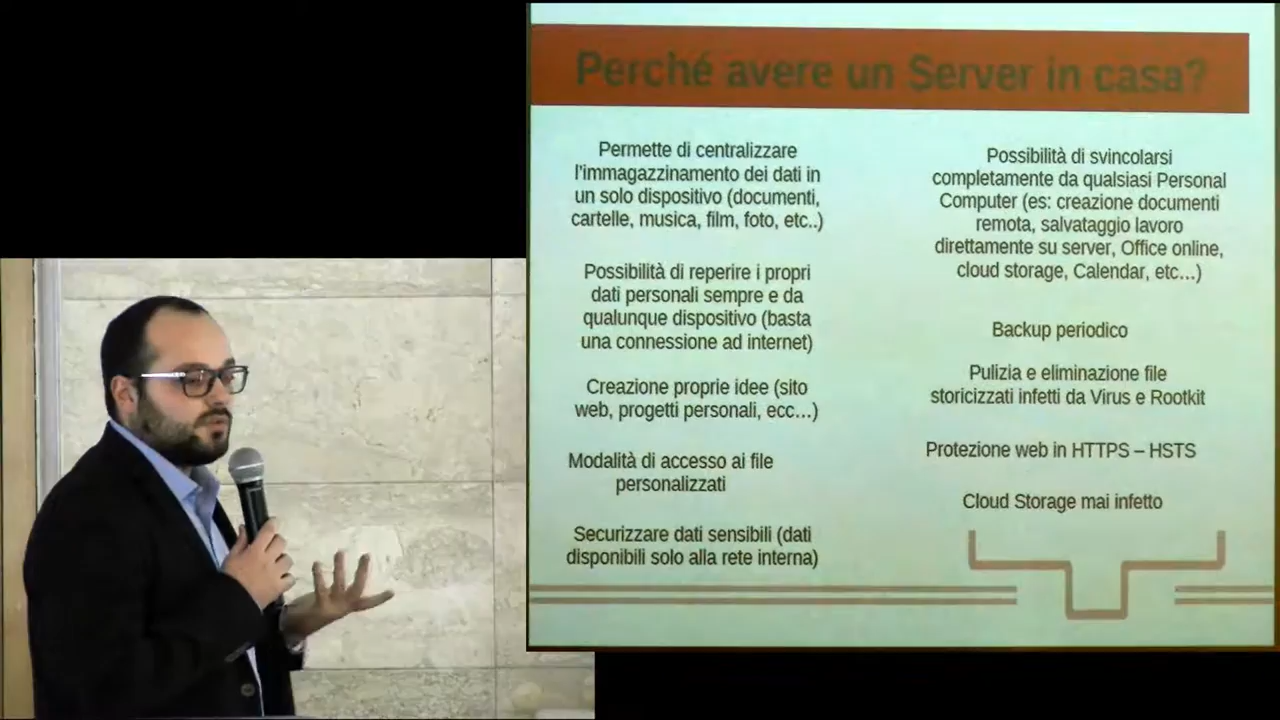 Perché avere un Server in casa?
Permette di centralizzare
l'immagazzinamento dei dati in
un solo dispositivo (documenti,
cartelle, musica, film, foto, etc..)
Possibilità di reperire i propri
dati personali sempre e da
qualunque dispositivo (basta
una connessione ad internet)
Creazione proprie idee (sito
web, progetti personali, ecc…)
Modalità di accesso ai file
personalizzati
Securizzare dati sensibili (dati
disponibili solo alla rete interna)
Possibilità di svincolarsi
completamente da qualsiasi Personal
Computer (es: creazione documenti
remota, salvataggio lavoro
direttamente su server, Office online,
cloud storage, Calendar, etc…)
Backup periodico
Pulizia e eliminazione file
storicizzati infetti da Virus e Rootkit
Protezione web in HTTPS – HSTS
Cloud Storage mai infetto